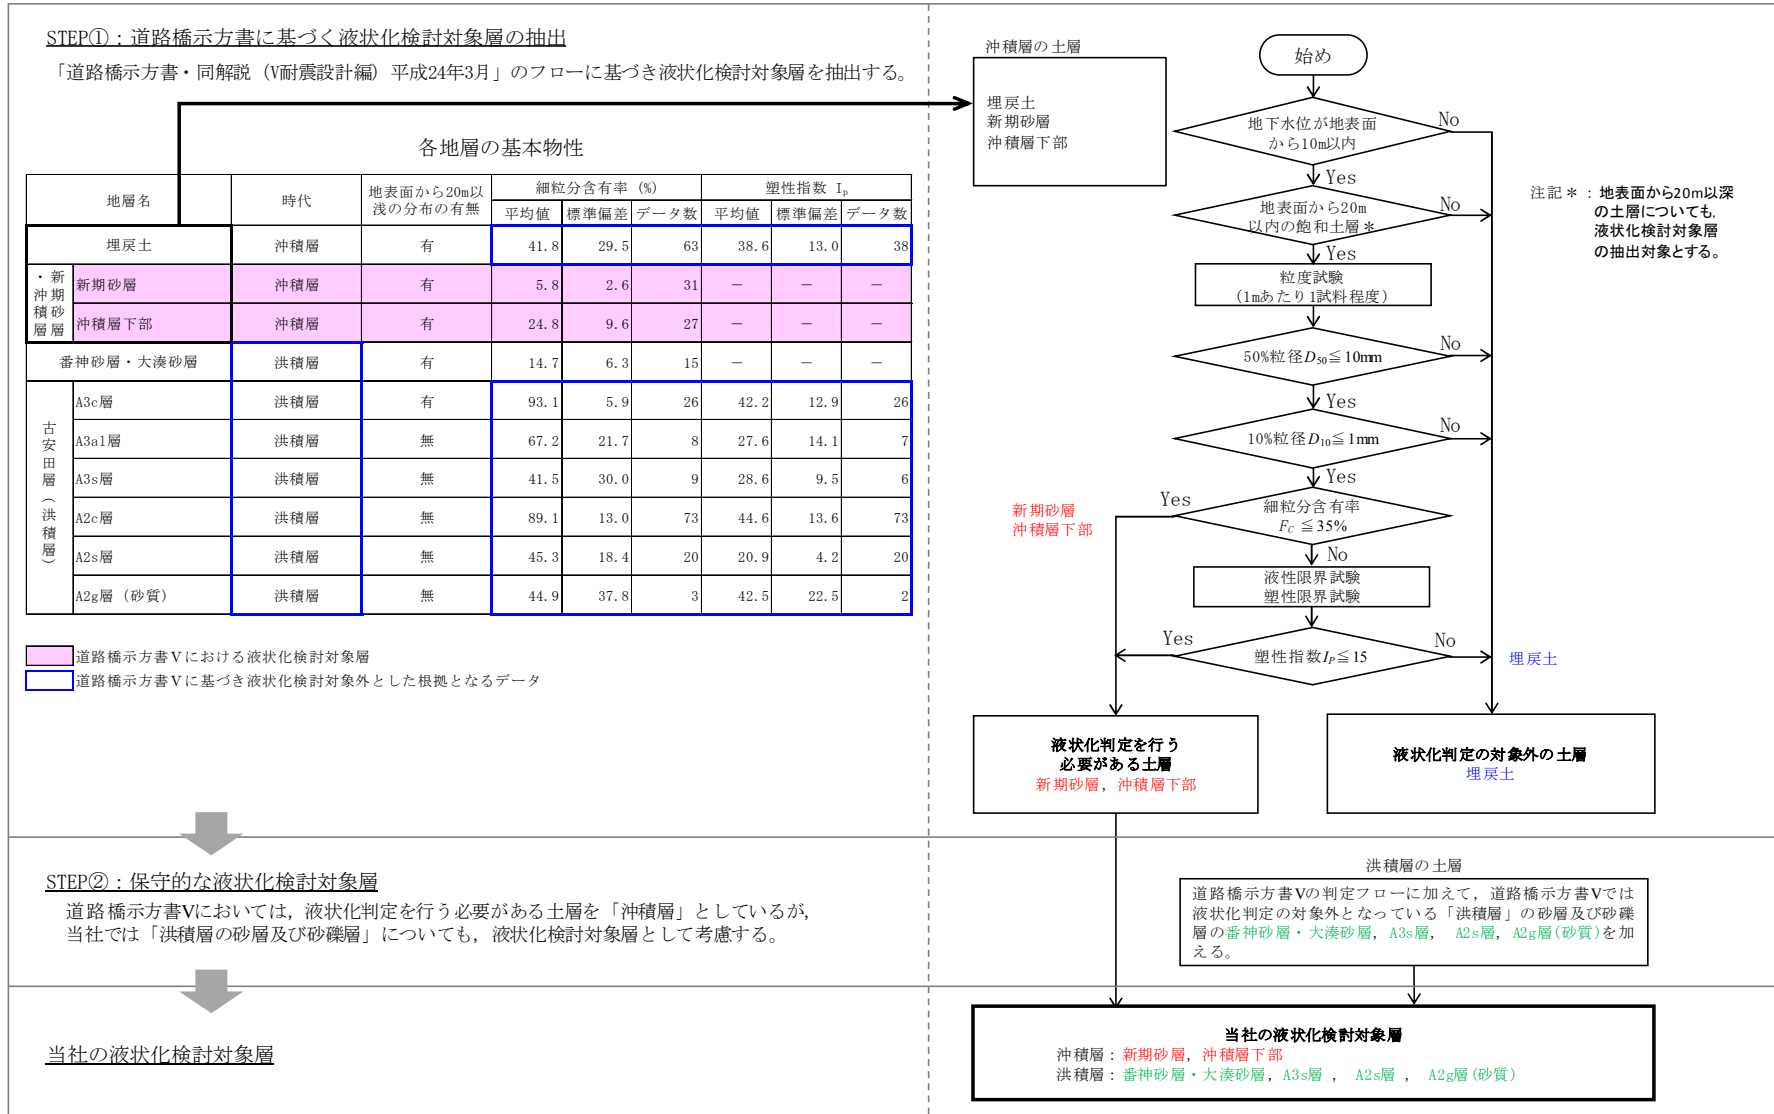 STEP①：道路橋示方書に基づく液状化検討対象層の抽出
「道路橋示方書・同解説（V耐震設計編）平成24年3月」のフローに基づき液状化検討対象層を抽出する。
各地層の基本物性
地層名 時代 地表面から20m以浅の分布の有無 細粒分含有率 (%) 塑性指数 Ip
平均値 標準偏差 データ数 平均値 標準偏差 データ数
埋戻土 沖積層 有 41.8 29.5 63 38.6 13.0 38
新期砂層・沖積層
新期砂層 沖積層 有 5.8 2.6 31 － － －
沖積層下部 沖積層 有 24.8 9.6 27 － － －
番神砂層・大湊砂層 洪積層 有 14.7 6.3 15 － － －
古安田層（洪積層）
A3c層 洪積層 有 93.1 5.9 26 42.2 12.9 26
A3al層 洪積層 無 67.2 21.7 8 27.6 14.1 7
A3s層 洪積層 無 41.5 30.0 9 28.6 9.5 6
A2c層 洪積層 無 89.1 13.0 73 44.6 13.6 73
A2s層 洪積層 無 45.3 18.4 20 20.9 4.2 20
A2g層（砂質） 洪積層 無 44.9 37.8 3 42.5 22.5 2
道路橋示方書Ⅴにおける液状化検討対象層
道路橋示方書Ⅴに基づき液状化検討対象外とした根拠となるデータ
沖積層の土層
埋戻土
新期砂層
沖積層下部
始め
地下水位が地表面
から10m以内
No
Yes
地表面から20m
以内の飽和土層＊
No
Yes
注記＊：地表面から20m以深
の土層についても,
液状化検討対象層
の抽出対象とする。
粒度試験
(1mあたり1試料程度)
50%粒径D50≦10mm
No
Yes
10%粒径D10≦1mm
No
Yes
細粒分含有率
FC ≦35%
Yes
新期砂層
沖積層下部
No
液性限界試験
塑性限界試験
塑性指数IP≦15
Yes
No
埋戻土
液状化判定を行う
必要がある土層
新期砂層, 沖積層下部
液状化判定の対象外の土層
埋戻土
STEP②：保守的な液状化検討対象層
道路橋示方書Vにおいては, 液状化判定を行う必要がある土層を「沖積層」としているが,
当社では「洪積層の砂層及び砂礫層」についても, 液状化検討対象層として考慮する。
洪積層の土層
道路橋示方書Vの判定フローに加えて, 道路橋示方書Vでは
液状化判定の対象外となっている「洪積層」の砂層及び砂礫
層の番神砂層・大湊砂層, A3s層, A2s層, A2g層(砂質)を加
える。
当社の液状化検討対象層
当社の液状化検討対象層
沖積層：新期砂層, 沖積層下部
洪積層：番神砂層・大湊砂層, A3s層 , A2s層 , A2g層(砂質)